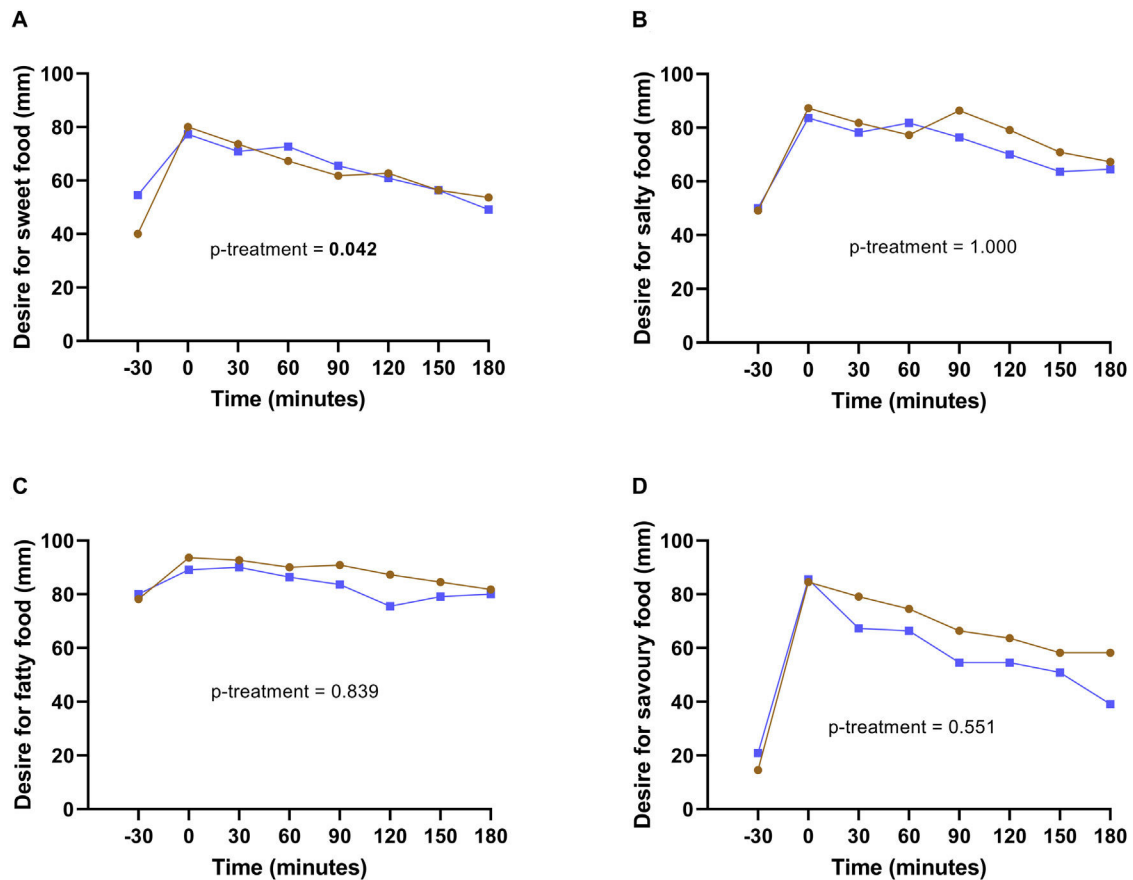 A
Desire for sweet food (mm)
100
80
60
40
20
0
p-treatment = 0.042
-30 0 30 60 90 120 150 180
Time (minutes)
B
Desire for salty food (mm)
100
80
60
40
20
0
p-treatment = 1.000
-30 0 30 60 90 120 150 180
Time (minutes)
C
Desire for fatty food (mm)
100
80
60
40
20
0
p-treatment = 0.839
-30 0 30 60 90 120 150 180
Time (minutes)
D
Desire for savoury food (mm)
100
80
60
40
20
0
p-treatment = 0.551
-30 0 30 60 90 120 150 180
Time (minutes)